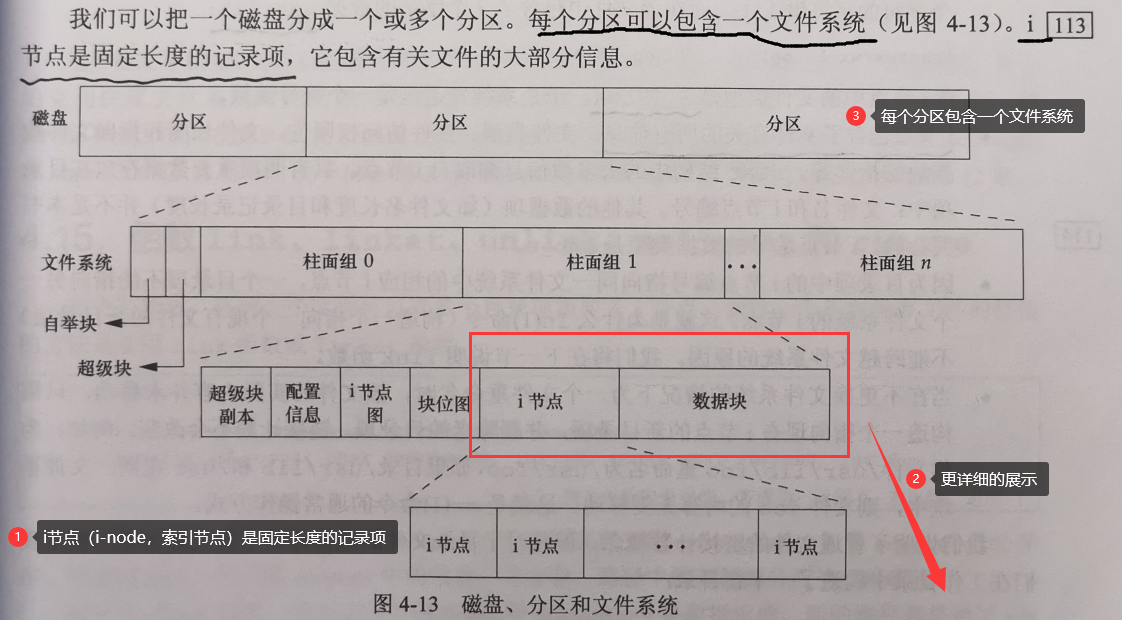 我们可以把一个磁盘分成一个或多个分区。每个分区可以包含一个文件系统（见图 4-13）。i 113
节点是固定长度的记录项，它包含有关文件的大部分信息。
磁盘 分区 分区 分区
3 每个分区包含一个文件系统
文件系统 柱面组 0 柱面组 1 ··· 柱面组 n
自举块
超级块
超级块副本 配置信息 i 节点图 块位图 i 节点 数据块
2 更详细的展示
1 i节点（i-node，索引节点）是固定长度的记录项
i 节点 i 节点 ··· i 节点
图 4-13 磁盘、分区和文件系统